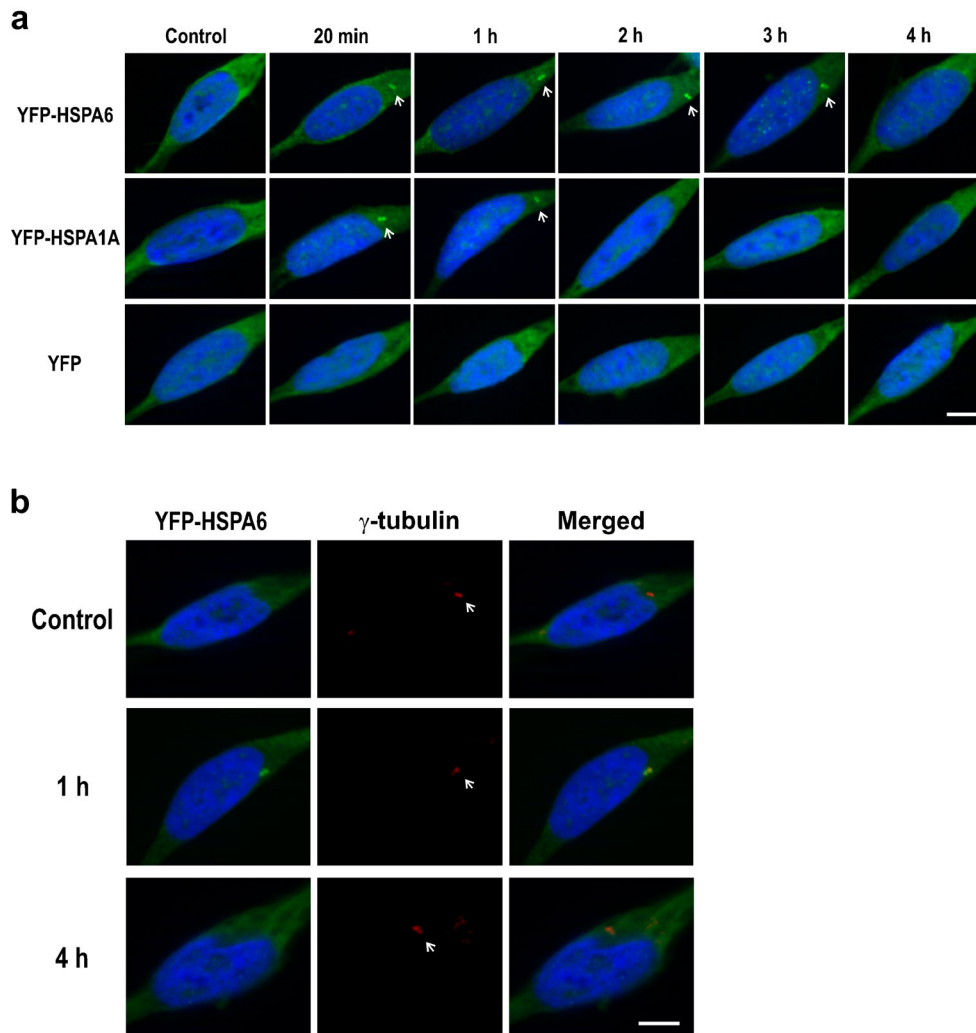 a
Control 20 min 1 h 2 h 3 h 4 h
YFP-HSPA6
YFP-HSPA1A
YFP
b
YFP-HSPA6 γ-tubulin Merged
Control
1 h
4 h